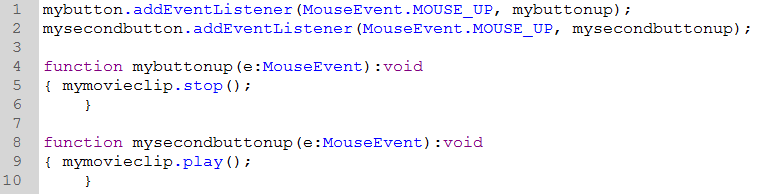 1 mybutton.addEventListener(MouseEvent.MOUSE_UP, mybuttonup);
2 mysecondbutton.addEventListener(MouseEvent.MOUSE_UP, mysecondbuttonup);
3
4 function mybuttonup(e:MouseEvent):void
5 { mymovieclip.stop();
6 }
7
8 function mysecondbuttonup(e:MouseEvent):void
9 { mymovieclip.play();
10 }